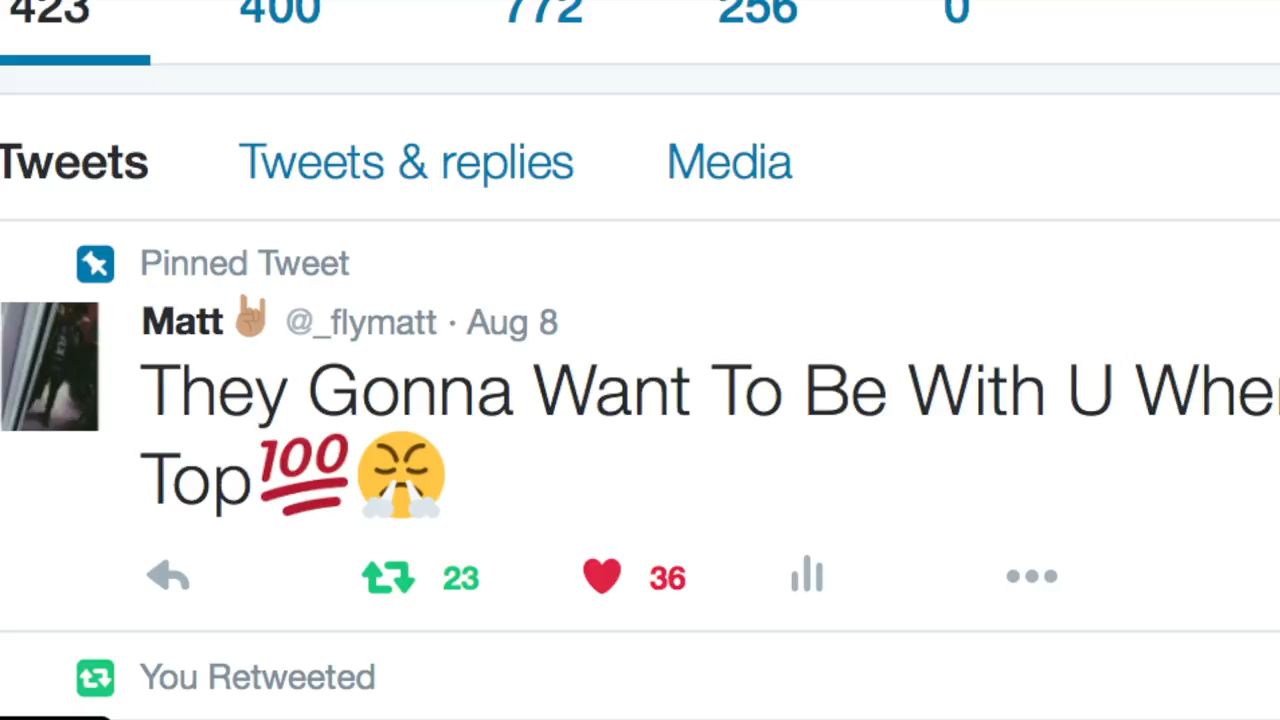 423 400 772 256 0
Tweets Tweets & replies Media
Pinned Tweet
Matt🤘🏽 @_flymatt · Aug 8
They Gonna Want To Be With U Whe
Top💯😤
23 36
You Retweeted